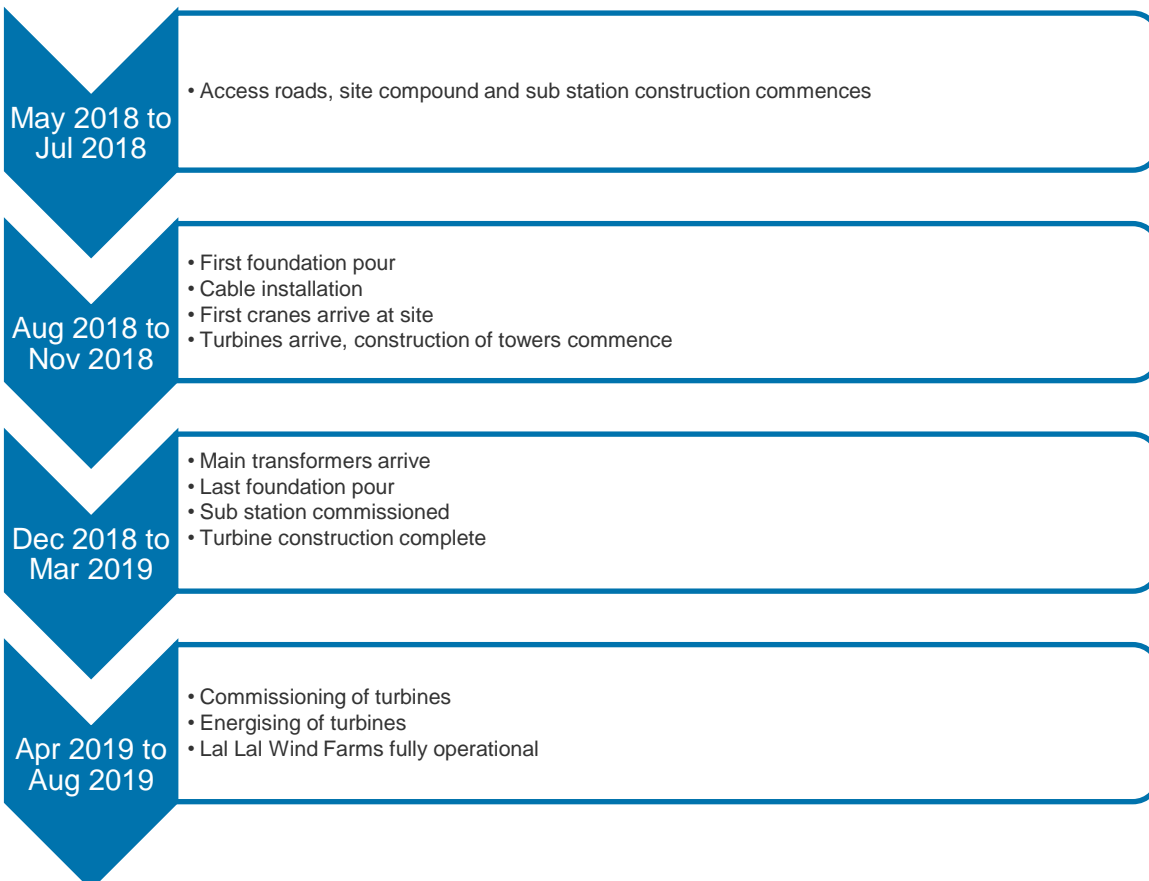 May 2018 to
Jul 2018
• Access roads, site compound and sub station construction commences
Aug 2018 to
Nov 2018
• First foundation pour
• Cable installation
• First cranes arrive at site
• Turbines arrive, construction of towers commence
Dec 2018 to
Mar 2019
• Main transformers arrive
• Last foundation pour
• Sub station commissioned
• Turbine construction complete
Apr 2019 to
Aug 2019
• Commissioning of turbines
• Energising of turbines
• Lal Lal Wind Farms fully operational